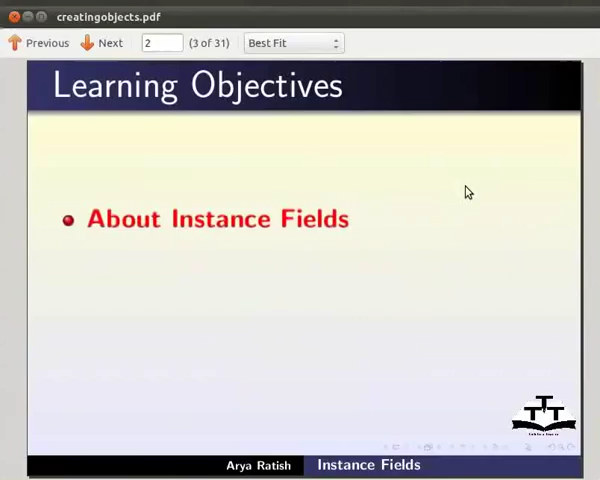 creatingobjects.pdf
Previous Next 2 (3 of 31) Best Fit
Learning Objectives
About Instance Fields
TTT
Arya Ratish Instance Fields